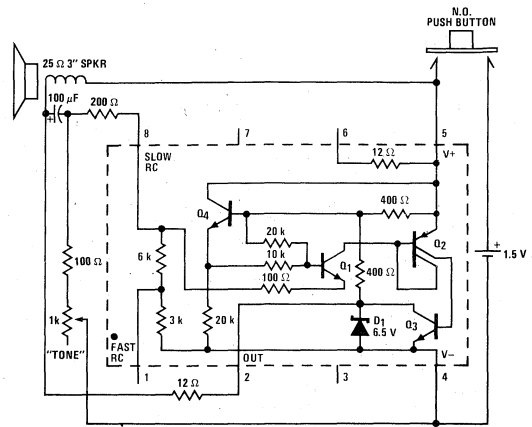 N.O.
PUSH BUTTON
25 Ω 3" SPKR
100 µF
+
200 Ω
8
7
6
5
SLOW
RC
12 Ω
V+
Q4
400 Ω
20 k
10 k
Q2
6 k
100 Ω
Q1
400 Ω
+
1.5 V
100 Ω
3 k
20 k
D1
6.5 V
Q3
1k
"TONE"
FAST
RC
OUT
V−
1
2
3
4
12 Ω